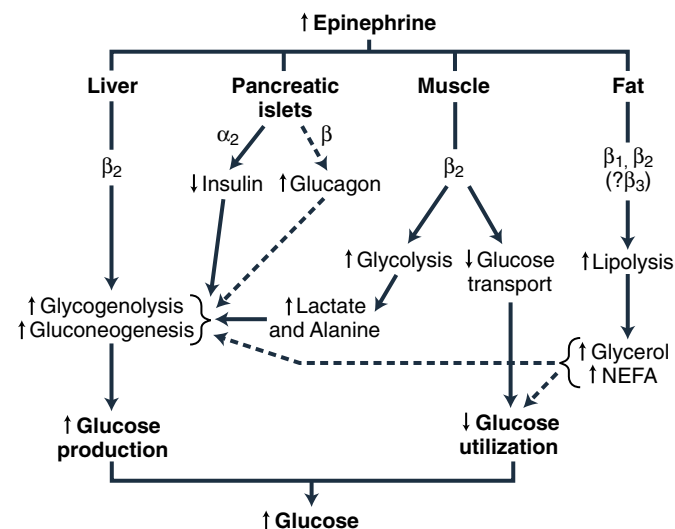 ↑ Epinephrine
Liver
Pancreatic
islets
Muscle
Fat
α2
β
β2
β2
β1, β2
(?β3)
↓ Insulin
↑ Glucagon
↑ Glycolysis
↓ Glucose
transport
↑ Lipolysis
↑ Glycogenolysis
↑ Gluconeogenesis
↑ Lactate
and Alanine
↑ Glycerol
↑ NEFA
↑ Glucose
production
↓ Glucose
utilization
↑ Glucose